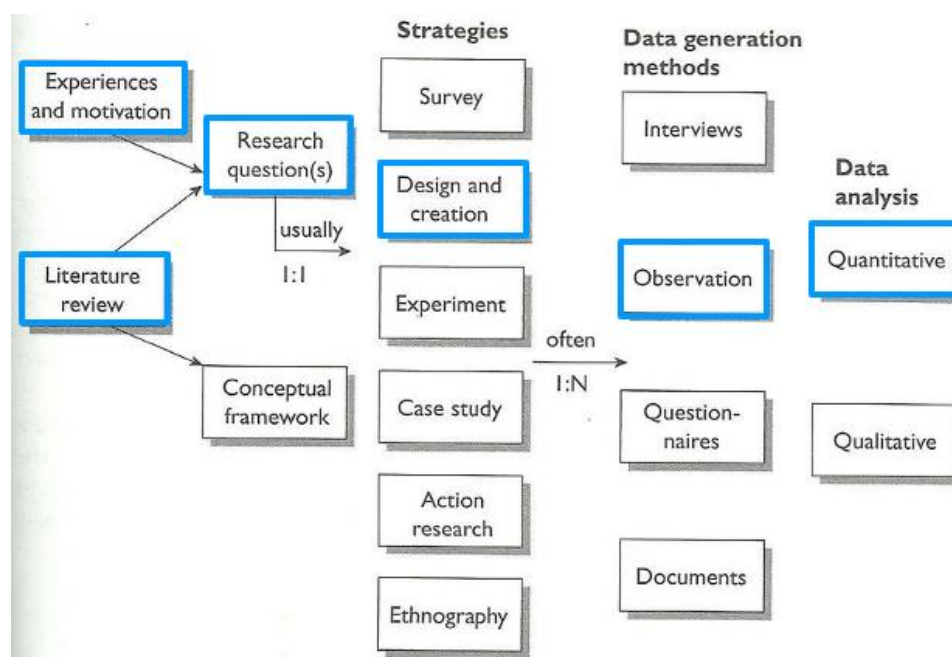 Experiences
and motivation
Literature
review
Research
question(s)
usually
1:1
Conceptual
framework
Strategies
Survey
Design and
creation
Experiment
Case study
Action
research
Ethnography
often
1:N
Data generation
methods
Interviews
Observation
Question-
naires
Documents
Data
analysis
Quantitative
Qualitative